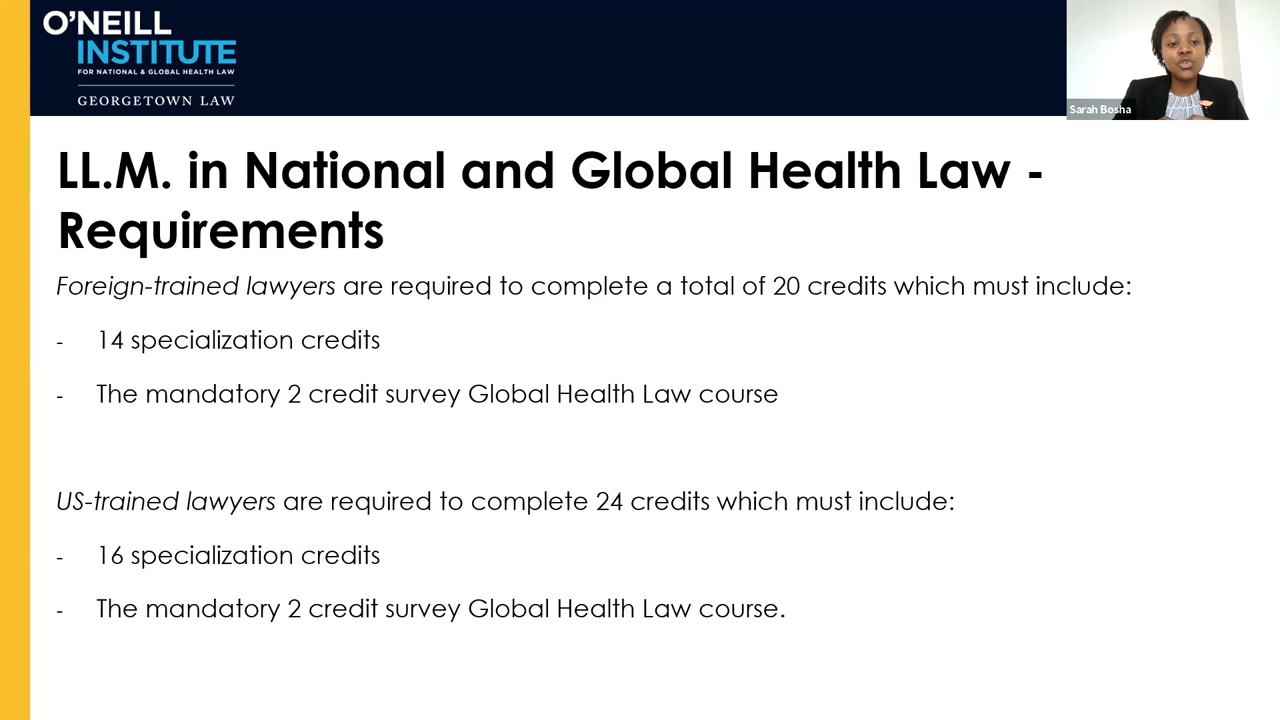 O'NEILL
INSTITUTE
FOR NATIONAL & GLOBAL HEALTH LAW
GEORGETOWN LAW
Sarah Bosha
LL.M. in National and Global Health Law -
Requirements
Foreign-trained lawyers are required to complete a total of 20 credits which must include:
- 14 specialization credits
- The mandatory 2 credit survey Global Health Law course
US-trained lawyers are required to complete 24 credits which must include:
- 16 specialization credits
- The mandatory 2 credit survey Global Health Law course.